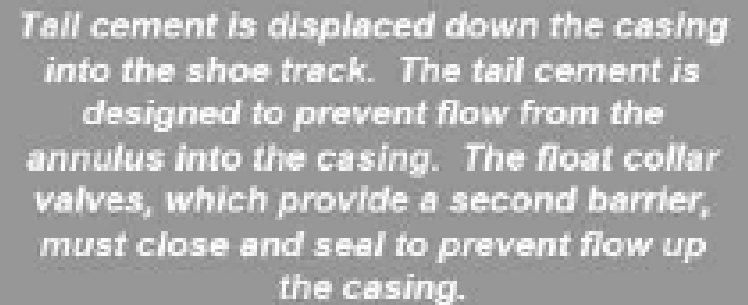 Tail cement is displaced down the casing
into the shoe track.  The tail cement is
designed to prevent flow from the
annulus into the casing.  The float collar
valves, which provide a second barrier,
must close and seal to prevent flow up
the casing.